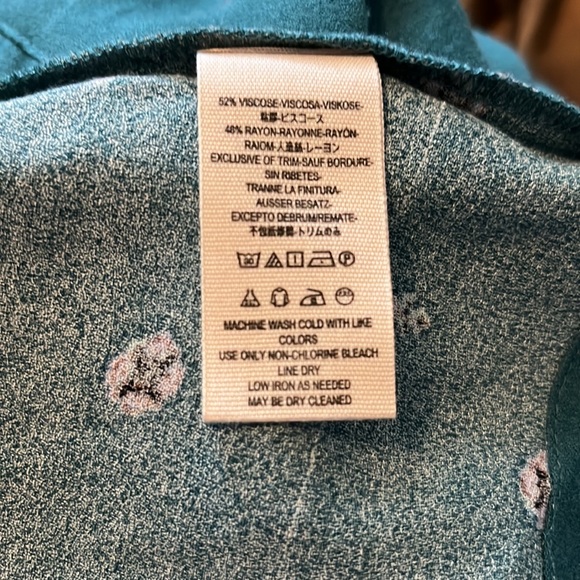 52% VISCOSE-VISCOSA-VISKOSE-
粘膠-ビスコース
48% RAYON-RAYONNE-RAYÓN-
RAIOM-人造絲-レーヨン
EXCLUSIVE OF TRIM-SAUF BORDURE-
SIN RIBETES-
TRANNE LA FINITURA-
AUSSER BESATZ-
EXCEPTO DEBRUM/REMATE-
不包括修邊-トリムのみ
MACHINE WASH COLD WITH LIKE
COLORS
USE ONLY NON-CHLORINE BLEACH
LINE DRY
LOW IRON AS NEEDED
MAY BE DRY CLEANED